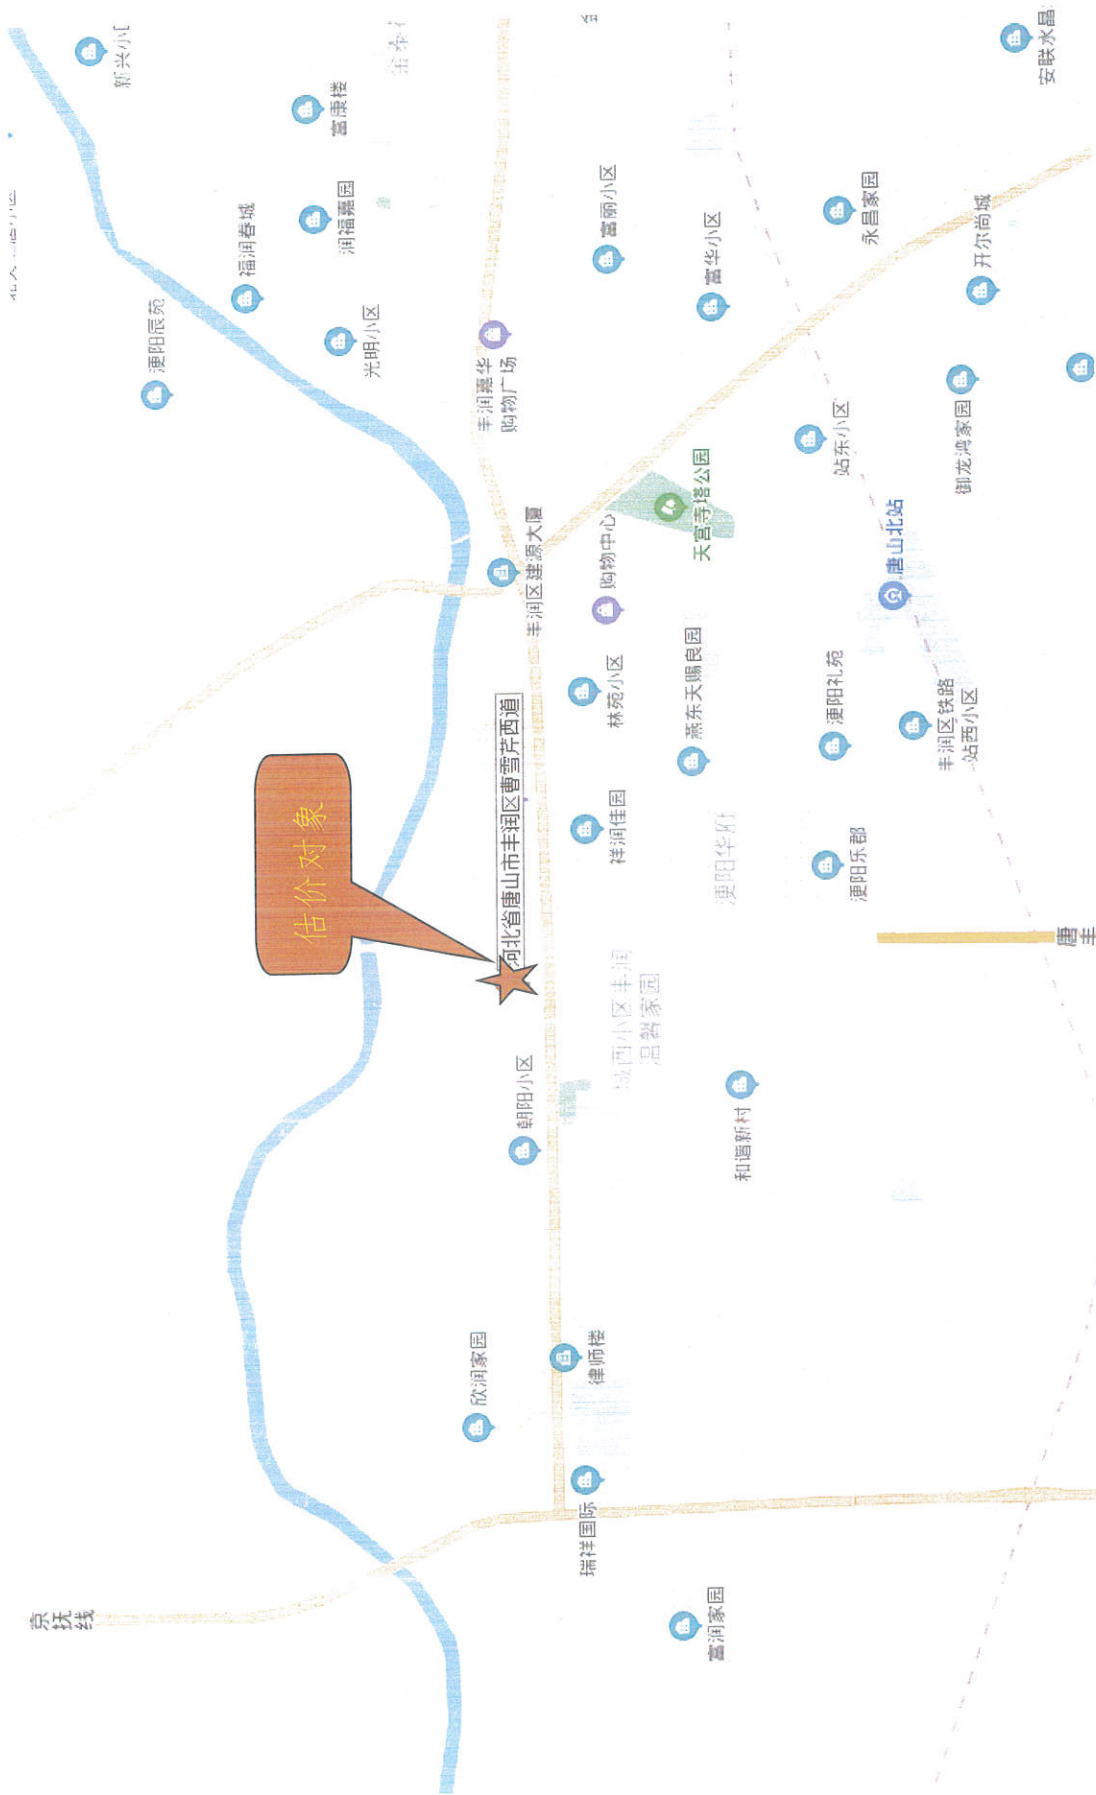 新兴小区
富康楼
福润春城
润福嘉园
浭阳宸苑
光明小区
丰润嘉华
购物广场
富丽小区
富华小区
永昌家园
安联水晶
开尔尚城
御龙湾家园
站东小区
天宫寺塔公园
唐山北站
购物中心
丰润区建源大厦
林苑小区
燕东天赐良园
浭阳礼苑
丰润区铁路
站西小区
估价对象
河北省唐山市丰润区曹雪芹西道
祥润佳园
浭阳华府
浭阳乐郡
城西小区丰润
温馨家园
唐
丰
朝阳小区
和谐新村
欣润家园
律师楼
瑞祥国际
富润家园
京
抚
线